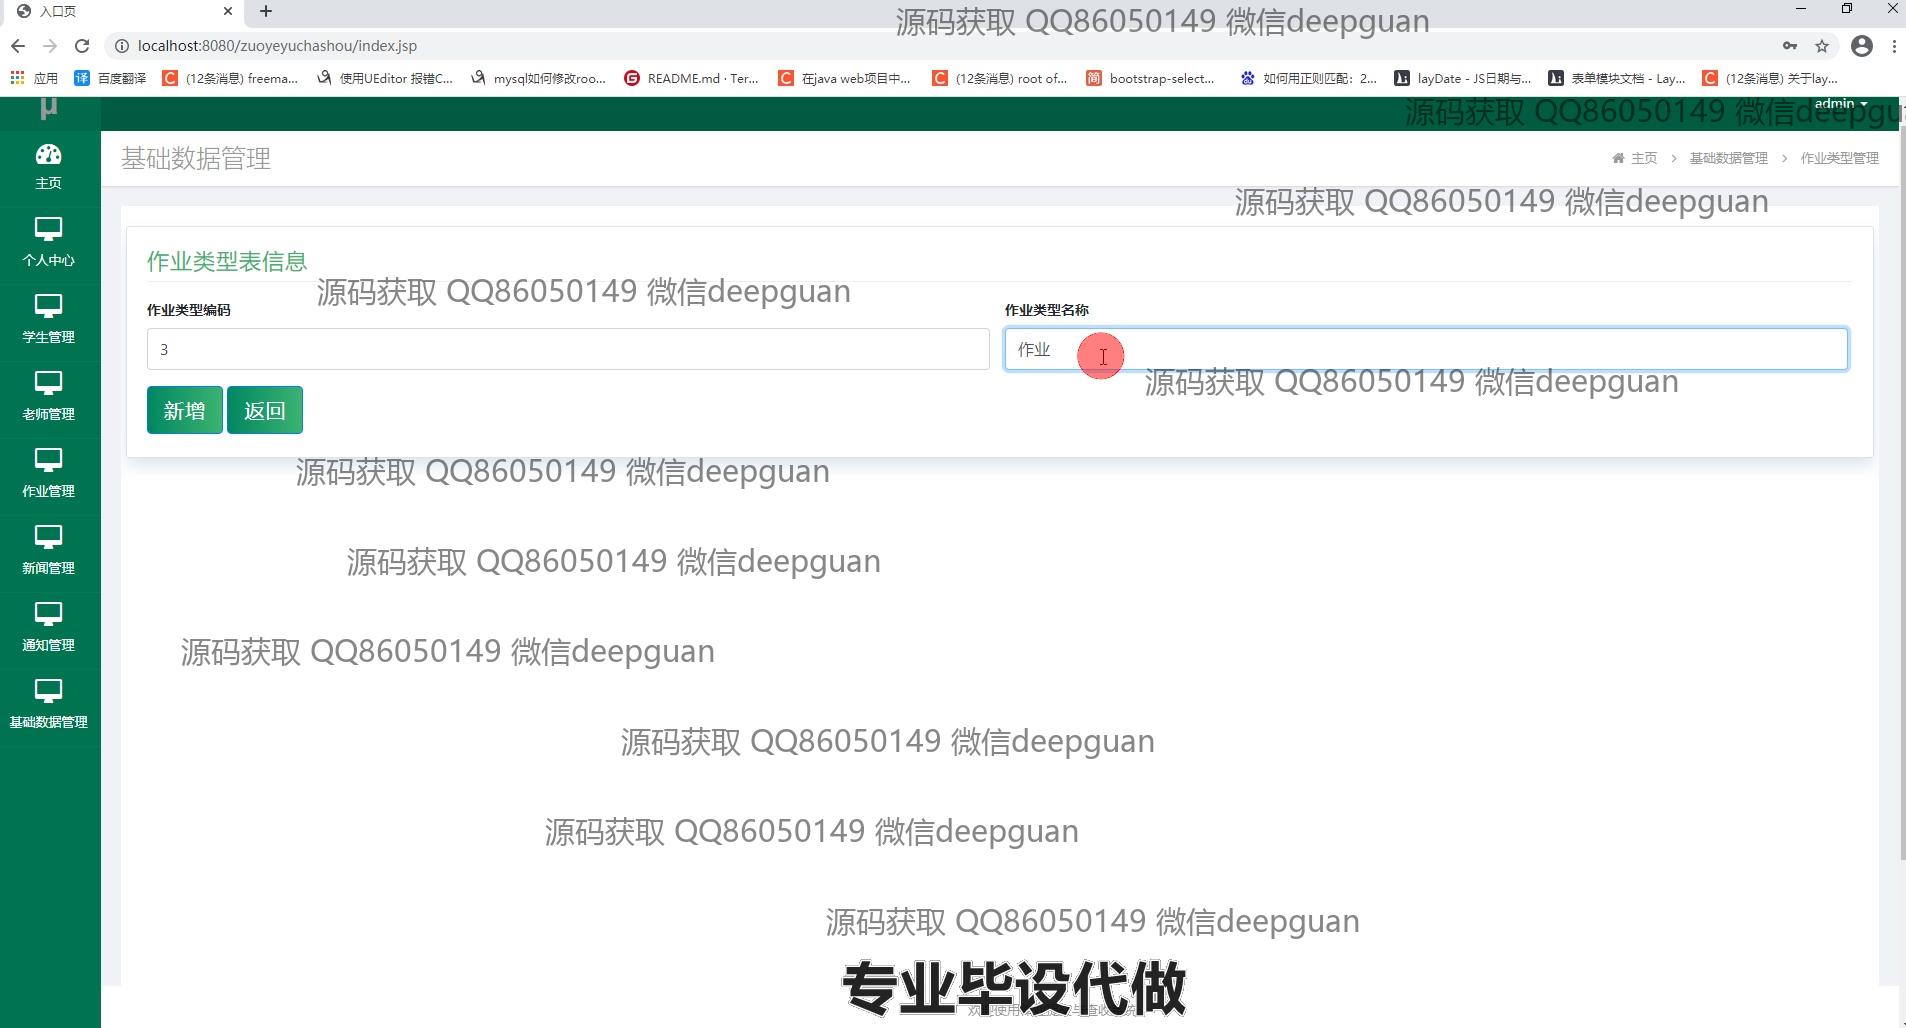 入口页
源码获取 QQ86050149 微信deepguan
localhost:8080/zuoyeyuchashou/index.jsp
应用
译 百度翻译
C (12条消息) freema...
使用UEditor 报错C...
mysql如何修改roo...
G README.md · Ter...
C 在java web项目中...
C (12条消息) root of...
简 bootstrap-select...
如何用正则匹配：2...
layDate - JS日期与...
表单模块文档 - Lay...
C (12条消息) 关于lay...
μ
admin
源码获取 QQ86050149 微信deepgu
基础数据管理
主页 > 基础数据管理 > 作业类型管理
主页
个人中心
学生管理
老师管理
作业管理
新闻管理
通知管理
基础数据管理
源码获取 QQ86050149 微信deepguan
作业类型表信息
源码获取 QQ86050149 微信deepguan
作业类型编码
作业类型名称
3
作业
源码获取 QQ86050149 微信deepguan
新增
返回
源码获取 QQ86050149 微信deepguan
源码获取 QQ86050149 微信deepguan
源码获取 QQ86050149 微信deepguan
源码获取 QQ86050149 微信deepguan
源码获取 QQ86050149 微信deepguan
源码获取 QQ86050149 微信deepguan
专业毕设代做